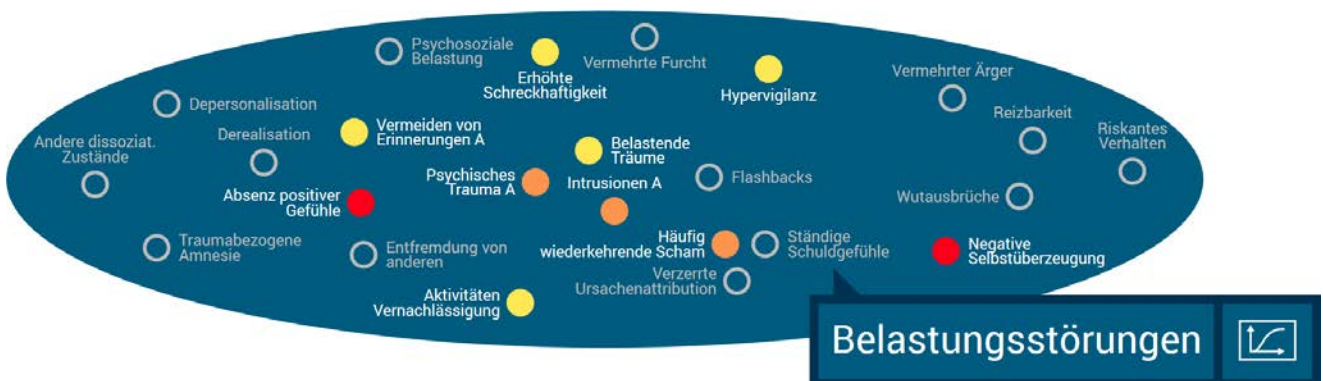 Psychosoziale
Belastung
Erhöhte
Schreckhaftigkeit
Vermehrte Furcht
Hypervigilanz
Vermehrter Ärger
Reizbarkeit
Riskantes
Verhalten
Depersonalisation
Andere dissoziat.
Zustände
Derealisation
Vermeiden von
Erinnerungen A
Belastende
Träume
Psychisches
Trauma A
Intrusionen A
Flashbacks
Wutausbrüche
Absenz positiver
Gefühle
Traumabezogene
Amnesie
Entfremdung von
anderen
Häufig
wiederkehrende Scham
Ständige
Schuldgefühle
Negative
Selbstüberzeugung
Verzerrte
Ursachenattribution
Aktivitäten
Vernachlässigung
Belastungsstörungen